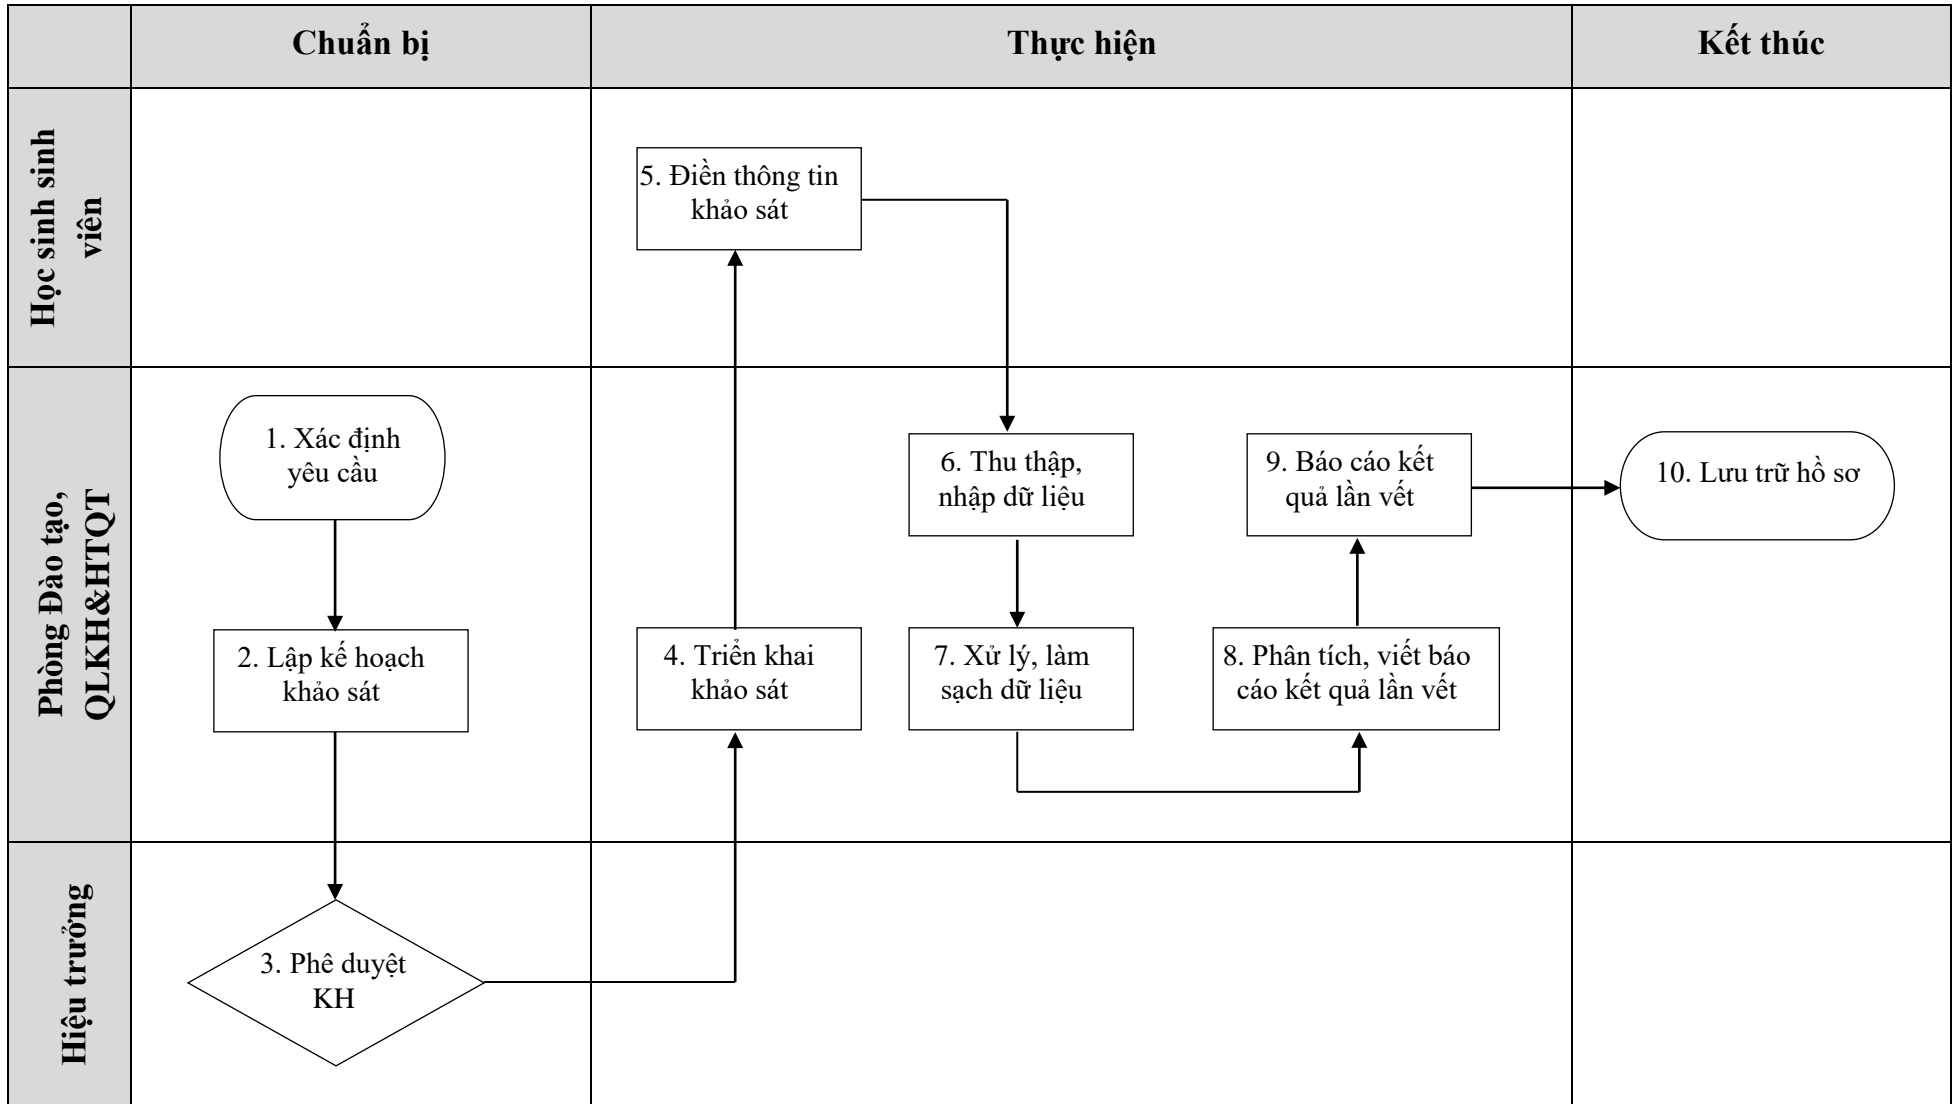 Chuẩn bị
Thực hiện
Kết thúc
Học sinh sinh
viên
5. Điền thông tin
khảo sát
Phòng Đào tạo,
QLKH&HTQT
1. Xác định
yêu cầu
2. Lập kế hoạch
khảo sát
4. Triển khai
khảo sát
6. Thu thập,
nhập dữ liệu
7. Xử lý, làm
sạch dữ liệu
8. Phân tích, viết báo
cáo kết quả lần vết
9. Báo cáo kết
quả lần vết
10. Lưu trữ hồ sơ
Hiệu trưởng
3. Phê duyệt
KH